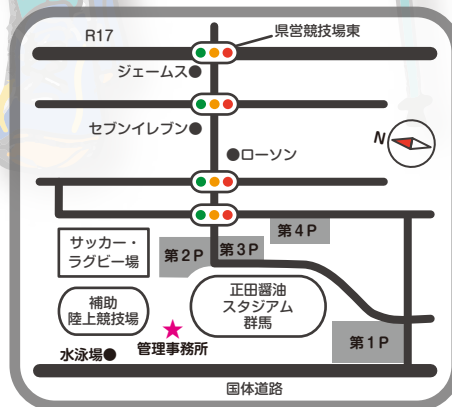 県営競技場東
R17
ジェームス
セブンイレブン
ローソン
N
第4P
第3P
第2P
サッカー・
ラグビー場
正田醤油
スタジアム
群馬
補助
陸上競技場
第1P
管理事務所
水泳場
国体道路